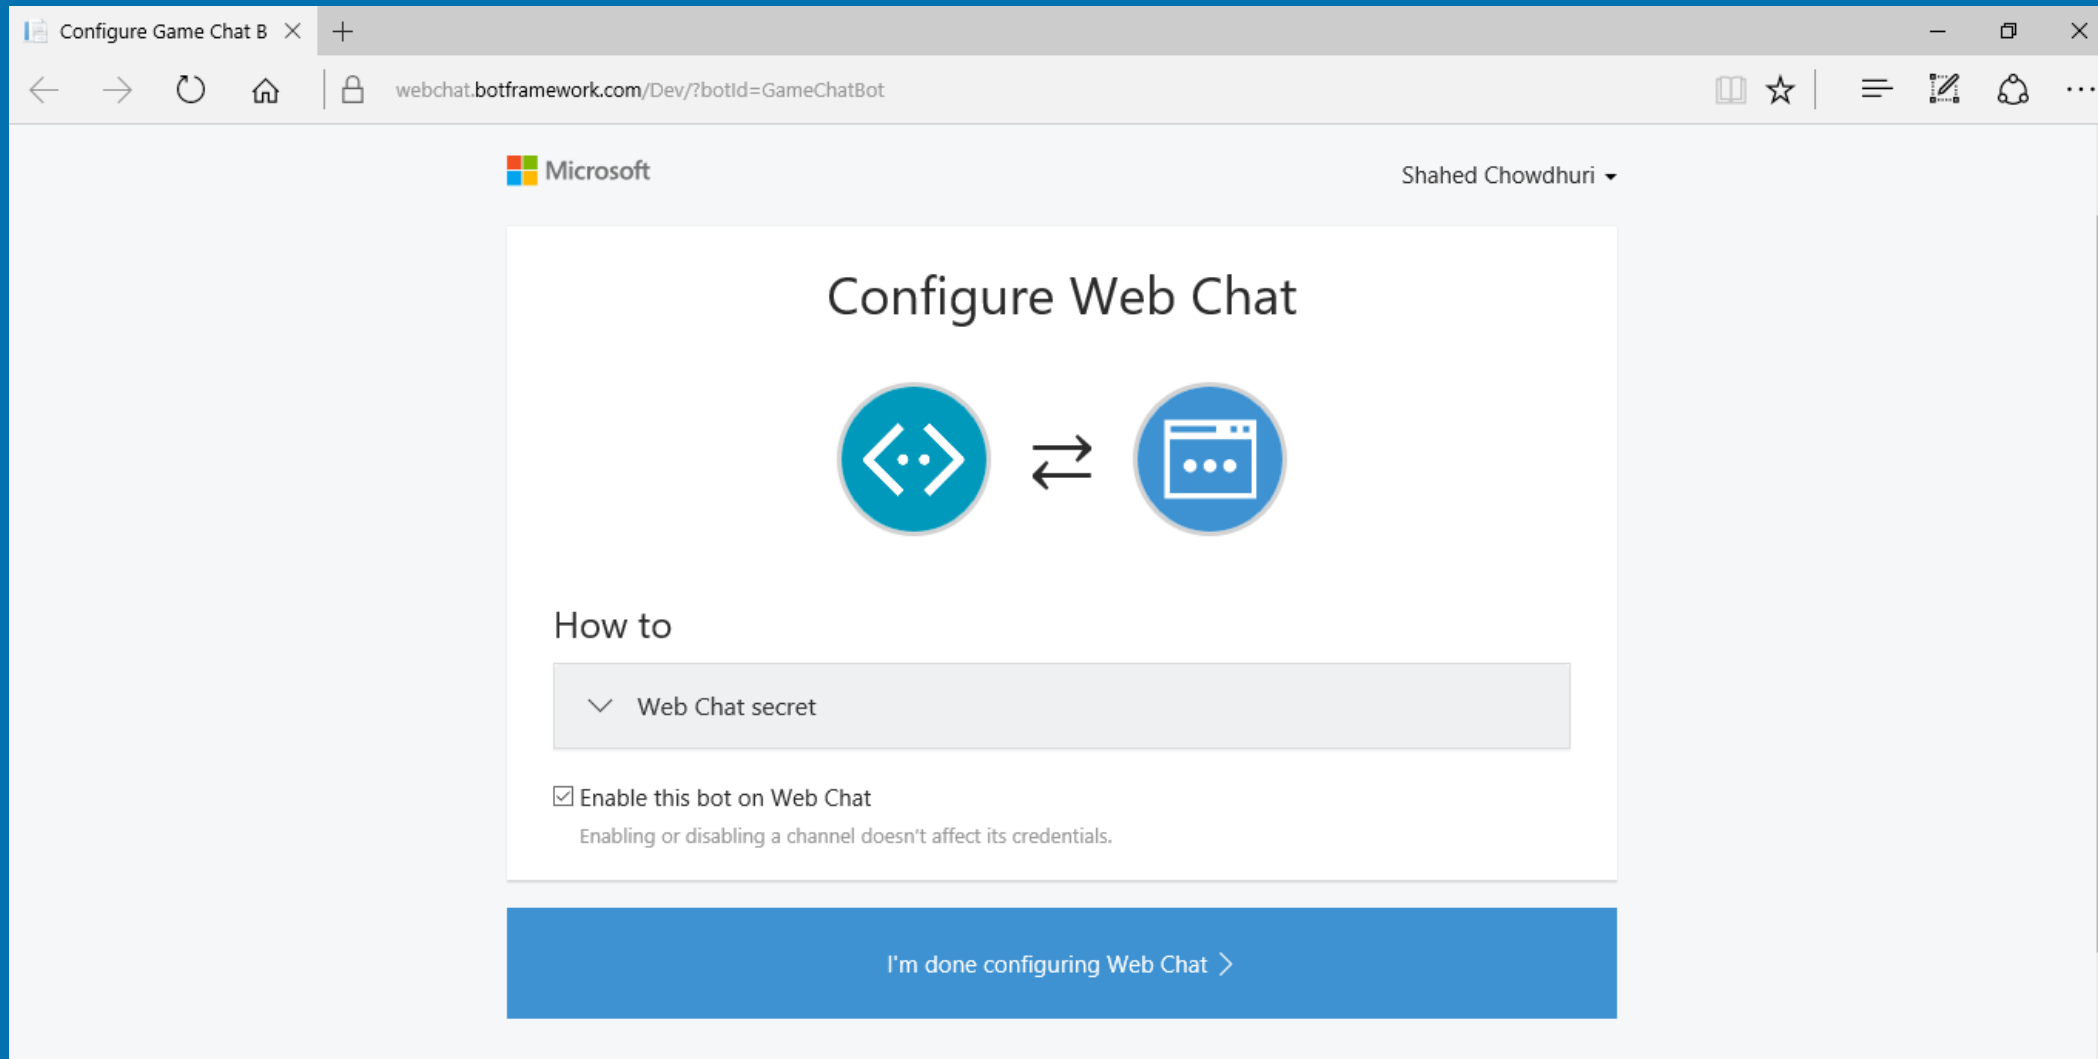 Configure Game Chat B
webchat.botframework.com/Dev/?botId=GameChatBot
Microsoft
Shahed Chowdhuri
Configure Web Chat
How to
Web Chat secret
Enable this bot on Web Chat
Enabling or disabling a channel doesn't affect its credentials.
I'm done configuring Web Chat